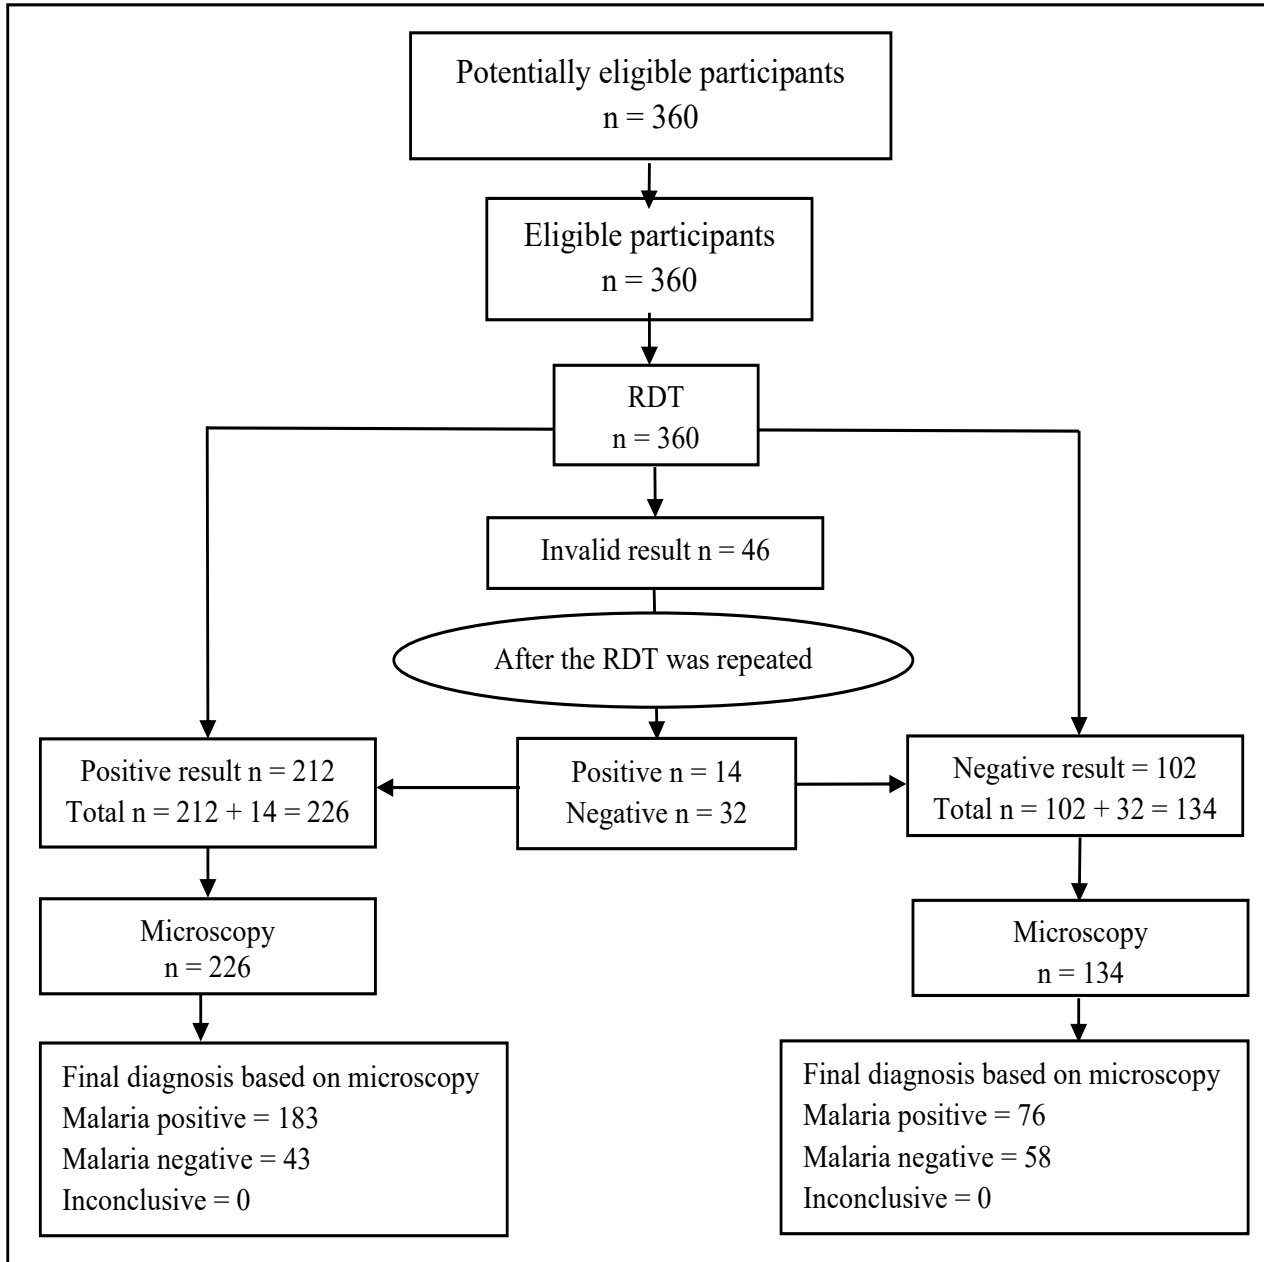 Potentially eligible participants
n = 360
Eligible participants
n = 360
RDT
n = 360
Invalid result n = 46
After the RDT was repeated
Positive result n = 212
Total n = 212 + 14 = 226
Positive n = 14
Negative n = 32
Negative result = 102
Total n = 102 + 32 = 134
Microscopy
n = 226
Microscopy
n = 134
Final diagnosis based on microscopy
Malaria positive = 183
Malaria negative = 43
Inconclusive = 0
Final diagnosis based on microscopy
Malaria positive = 76
Malaria negative = 58
Inconclusive = 0